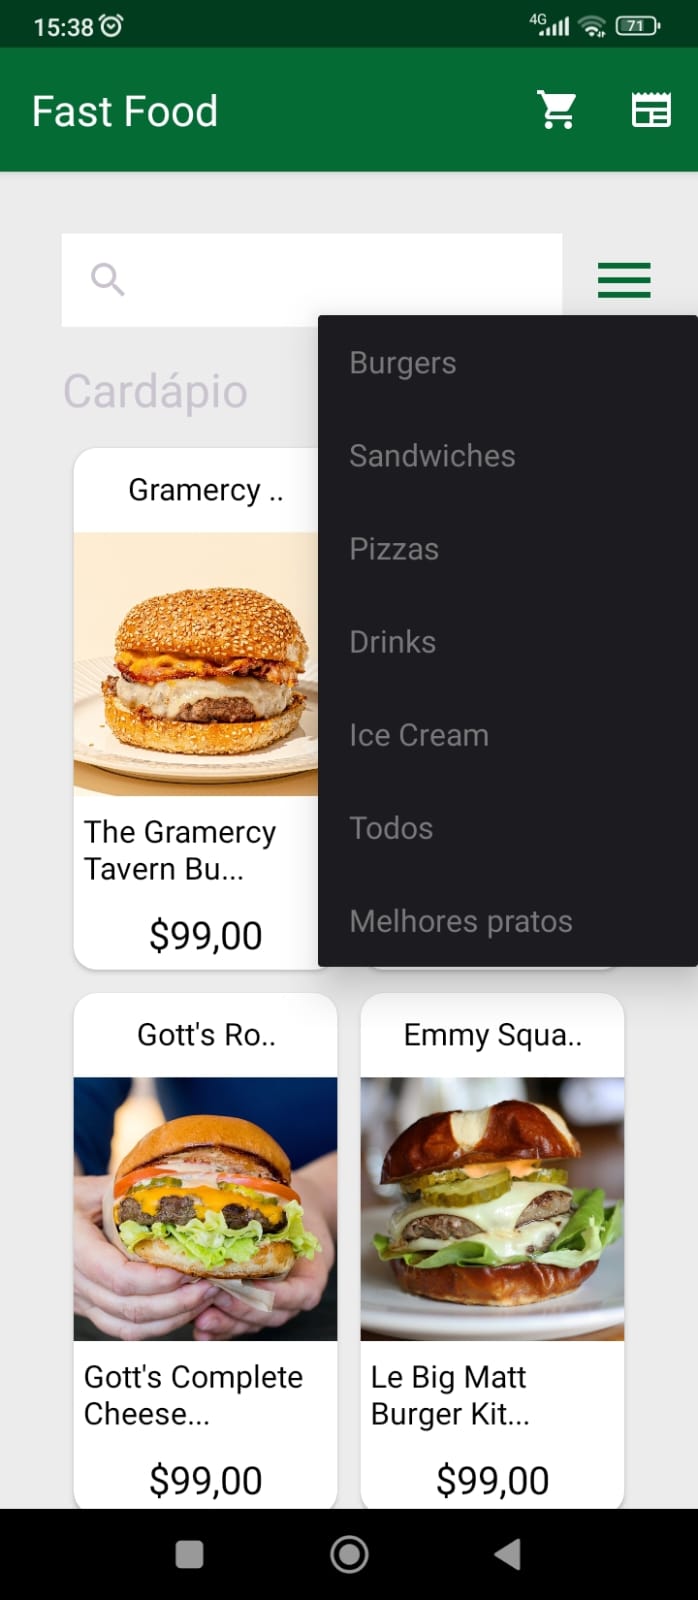 15:38
4G
71
Fast Food
Cardápio
Burgers
Sandwiches
Pizzas
Drinks
Ice Cream
Todos
Melhores pratos
Gramercy ..
The Gramercy
Tavern Bu...
$99,00
Gott's Ro..
Gott's Complete
Cheese...
$99,00
Emmy Squa..
Le Big Matt
Burger Kit...
$99,00